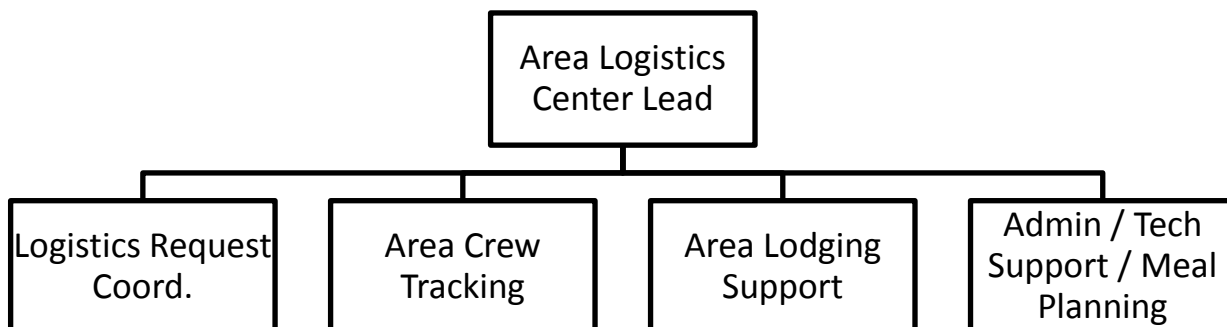 Area Logistics
Center Lead
Logistics Request
Coord.
Area Crew
Tracking
Area Lodging
Support
Admin / Tech
Support / Meal
Planning